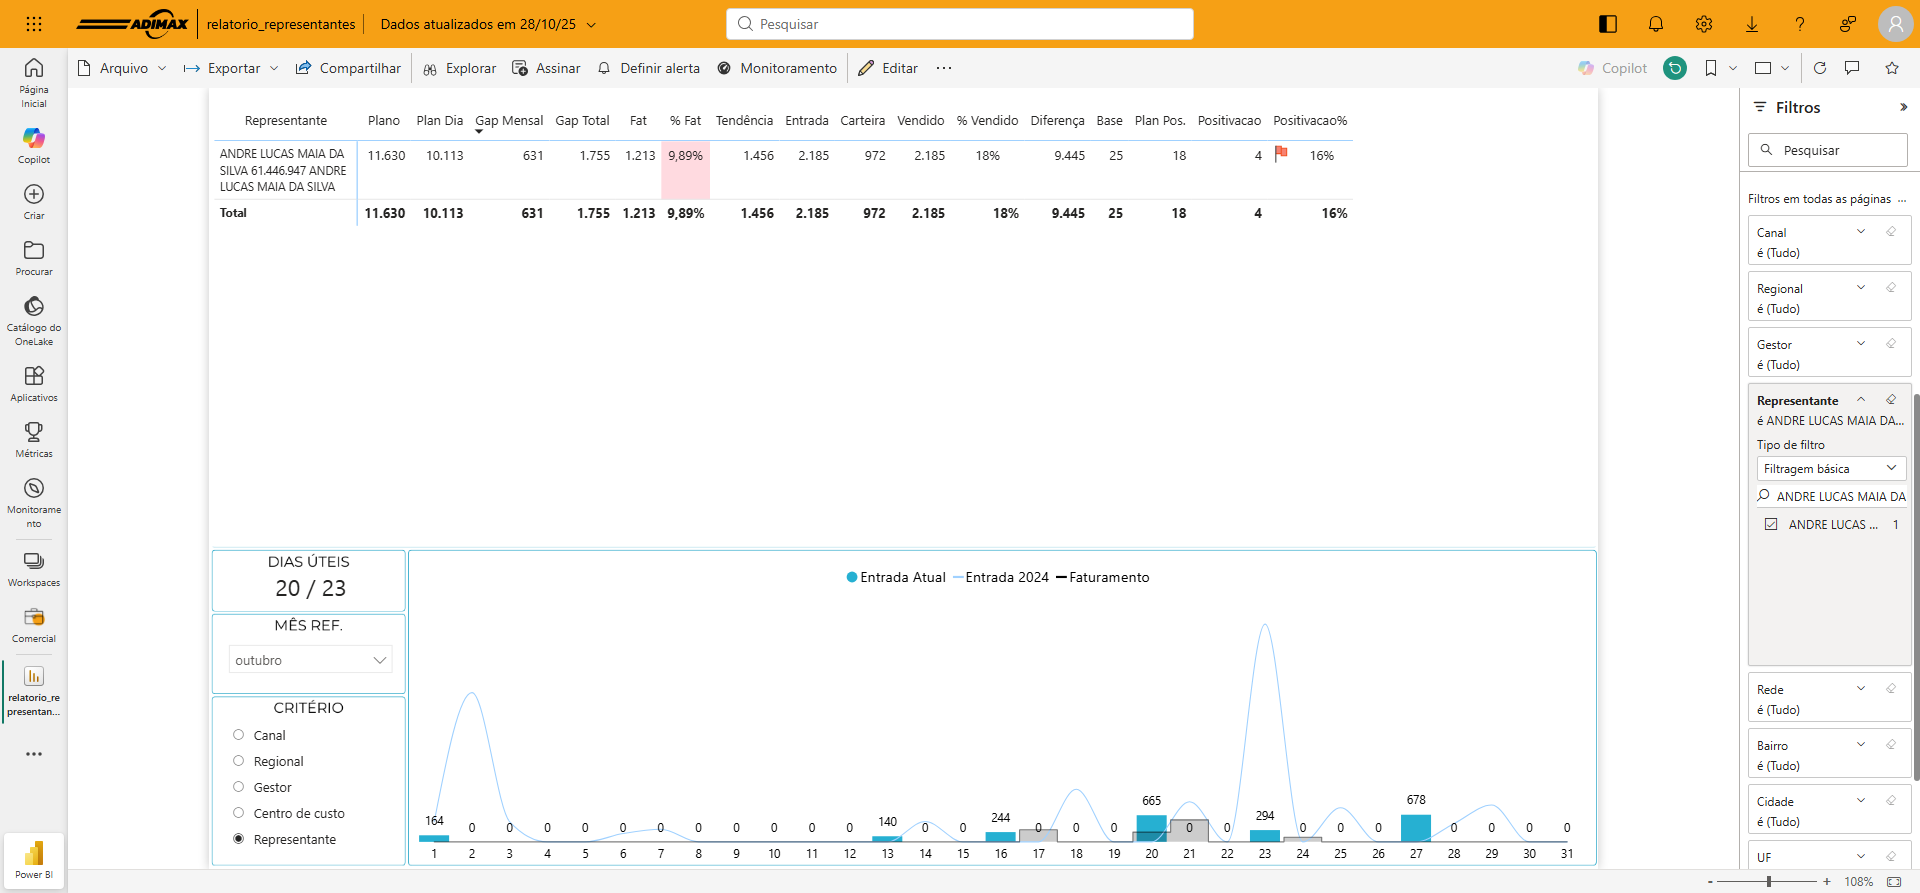 ADIMAX
relatorio_representantes
Dados atualizados em 28/10/25
Pesquisar
Arquivo
Exportar
Compartilhar
Explorar
Assinar
Definir alerta
Monitoramento
Editar
Copilot
Página
Inicial
Copilot
Criar
Procurar
Catálogo do
OneLake
Aplicativos
Métricas
Monitorame
nto
Workspaces
Comercial
relatorio_re
presentan...
Power BI
Representante Plano Plan Dia Gap Mensal Gap Total Fat % Fat Tendência Entrada Carteira Vendido % Vendido Diferença Base Plan Pos. Positivacao Positivacao%
ANDRE LUCAS MAIA DA 11.630 10.113 631 1.755 1.213 9,89% 1.456 2.185 972 2.185 18% 9.445 25 18 4 16%
SILVA 61.446.947 ANDRE
LUCAS MAIA DA SILVA
Total 11.630 10.113 631 1.755 1.213 9,89% 1.456 2.185 972 2.185 18% 9.445 25 18 4 16%
DIAS ÚTEIS
20 / 23
MÊS REF.
outubro
CRITÉRIO
Canal
Regional
Gestor
Centro de custo
Representante
Entrada Atual Entrada 2024 Faturamento
164 0 0 0 0 0 0 0 0 0 0 0 140 0 0 244 0 0 0 665 0 0 294 0 0 0 678 0 0 0 0
1 2 3 4 5 6 7 8 9 10 11 12 13 14 15 16 17 18 19 20 21 22 23 24 25 26 27 28 29 30 31
Filtros
Pesquisar
Filtros em todas as páginas ...
Canal
é (Tudo)
Regional
é (Tudo)
Gestor
é (Tudo)
Representante
é ANDRE LUCAS MAIA DA...
Tipo de filtro
Filtragem básica
ANDRE LUCAS MAIA DA
ANDRE LUCAS ... 1
Rede
é (Tudo)
Bairro
é (Tudo)
Cidade
é (Tudo)
UF
- + 108%